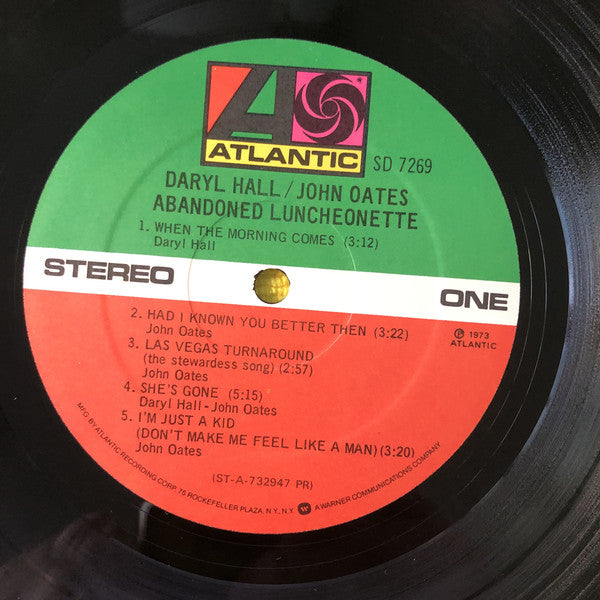 ATLANTIC
SD 7269
DARYL HALL/JOHN OATES
ABANDONED LUNCHEONETTE
1. WHEN THE MORNING COMES (3:12)
Daryl Hall
STEREO
ONE
2. HAD I KNOWN YOU BETTER THEN (3:22)
John Oates
℗ 1973
ATLANTIC
3. LAS VEGAS TURNAROUND
(the stewardess song) (2:57)
John Oates
4. SHE'S GONE (5:15)
Daryl Hall-John Oates
5. I'M JUST A KID
(DON'T MAKE ME FEEL LIKE A MAN) (3:20)
John Oates
(ST-A-732947 PR)
MFG BY ATLANTIC RECORDING CORP. 75 ROCKEFELLER PLAZA, N.Y., N.Y. A WARNER COMMUNICATIONS COMPANY